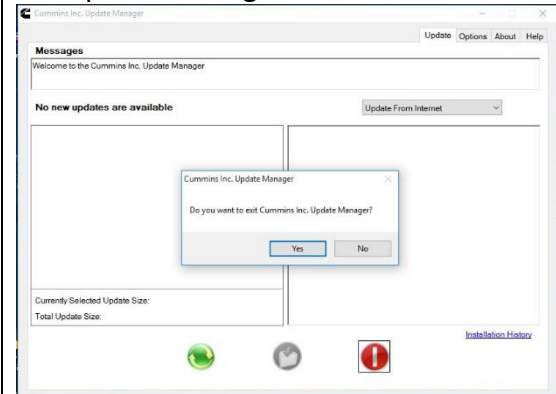 Cummins Inc. Update Manager
Update Options About Help
Messages
Welcome to the Cummins Inc. Update Manager
No new updates are available
Update From Internet
Cummins Inc. Update Manager
Do you want to exit Cummins Inc. Update Manager?
Yes No
Currently Selected Update Size:
Total Update Size:
Installation History